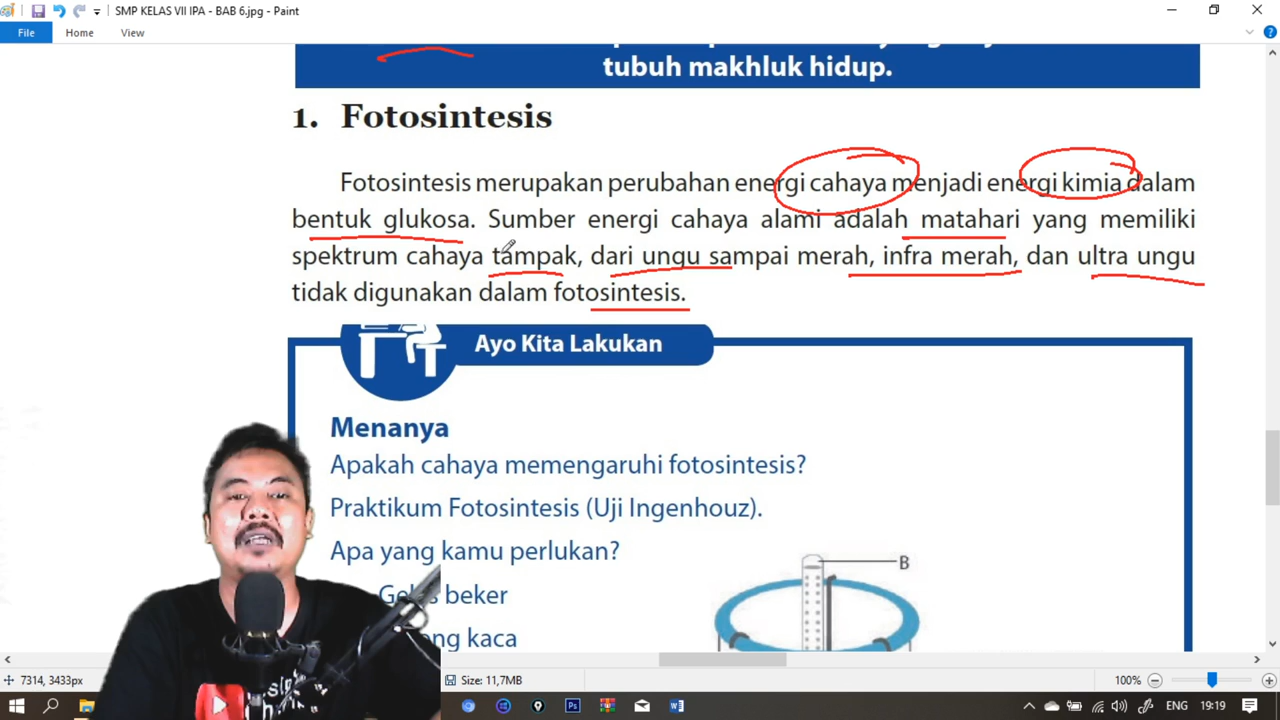 SMP KELAS VII IPA - BAB 6.jpg - Paint
File Home View
tubuh makhluk hidup.
1. Fotosintesis
Fotosintesis merupakan perubahan energi cahaya menjadi energi kimia dalam
bentuk glukosa. Sumber energi cahaya alami adalah matahari yang memiliki
spektrum cahaya tampak, dari ungu sampai merah, infra merah, dan ultra ungu
tidak digunakan dalam fotosintesis.
Ayo Kita Lakukan
Menanya
Apakah cahaya memengaruhi fotosintesis?
Praktikum Fotosintesis (Uji Ingenhouz).
Apa yang kamu perlukan?
beker
B
kaca
7314, 3433px
Size: 11,7MB
100%
ENG 19:19